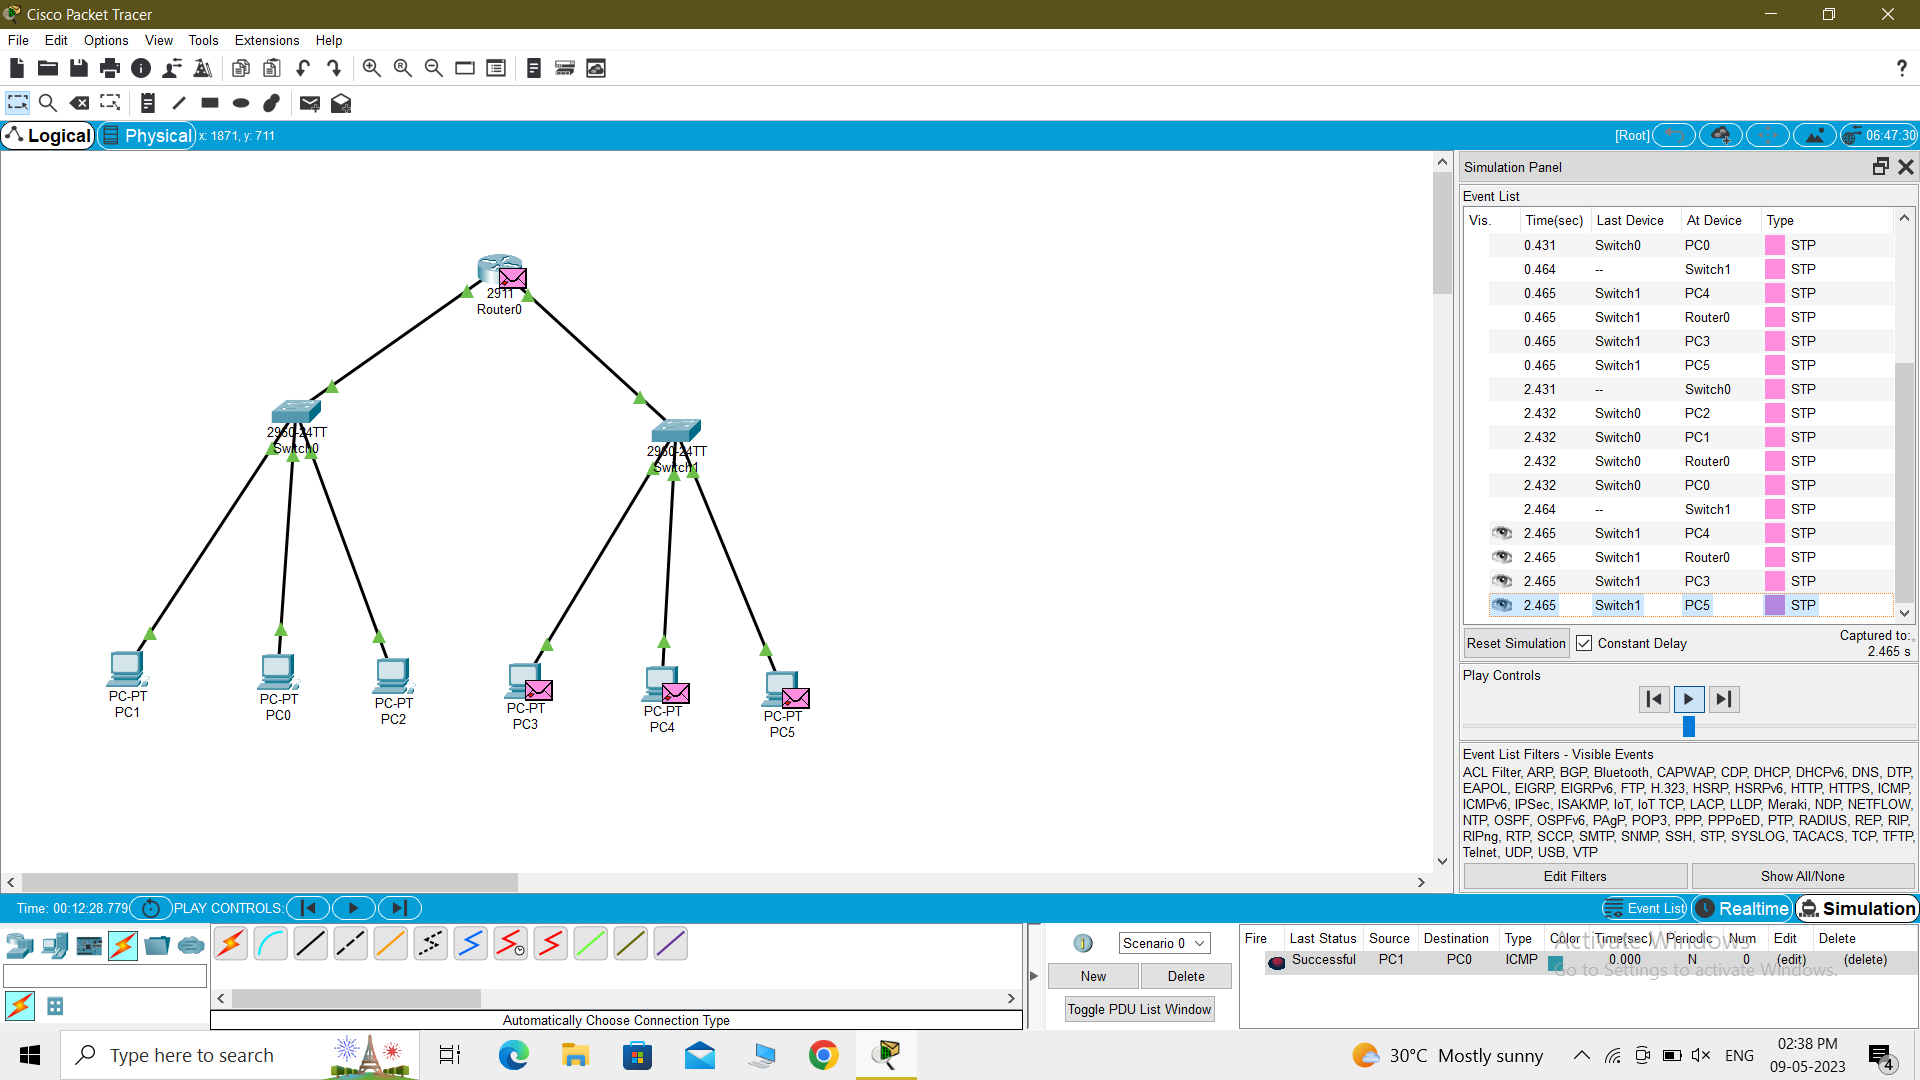 Cisco Packet Tracer
File Edit Options View Tools Extensions Help
?
Logical Physical x: 1871, y: 711 [Root] 06:47:30
2911
Router0
2960-24TT
Switch0
2960-24TT
Switch1
PC-PT
PC1
PC-PT
PC0
PC-PT
PC2
PC-PT
PC3
PC-PT
PC4
PC-PT
PC5
Simulation Panel
Event List
Vis. Time(sec) Last Device At Device Type
0.431 Switch0 PC0 STP
0.464 -- Switch1 STP
0.465 Switch1 PC4 STP
0.465 Switch1 Router0 STP
0.465 Switch1 PC3 STP
0.465 Switch1 PC5 STP
2.431 -- Switch0 STP
2.432 Switch0 PC2 STP
2.432 Switch0 PC1 STP
2.432 Switch0 Router0 STP
2.432 Switch0 PC0 STP
2.464 -- Switch1 STP
2.465 Switch1 PC4 STP
2.465 Switch1 Router0 STP
2.465 Switch1 PC3 STP
2.465 Switch1 PC5 STP
Reset Simulation Constant Delay Captured to:
2.465 s
Play Controls
Event List Filters - Visible Events
ACL Filter, ARP, BGP, Bluetooth, CAPWAP, CDP, DHCP, DHCPv6, DNS, DTP,
EAPOL, EIGRP, EIGRPv6, FTP, H.323, HSRP, HSRPv6, HTTP, HTTPS, ICMP,
ICMPv6, IPSec, ISAKMP, IoT, IoT TCP, LACP, LLDP, Meraki, NDP, NETFLOW,
NTP, OSPF, OSPFv6, PAgP, POP3, PPP, PPPoED, PTP, RADIUS, REP, RIP,
RIPng, RTP, SCCP, SMTP, SNMP, SSH, STP, SYSLOG, TACACS, TCP, TFTP,
Telnet, UDP, USB, VTP
Edit Filters Show All/None
Time: 00:12:28.779 PLAY CONTROLS: Event List Realtime Simulation
Automatically Choose Connection Type
Scenario 0
New Delete
Toggle PDU List Window
Fire Last Status Source Destination Type Color Time(sec) Periodic Num Edit Delete
Successful PC1 PC0 ICMP 0.000 N 0 (edit) (delete)
Activate Windows
Go to Settings to activate Windows.
Type here to search
30°C Mostly sunny ENG
02:38 PM
09-05-2023
4